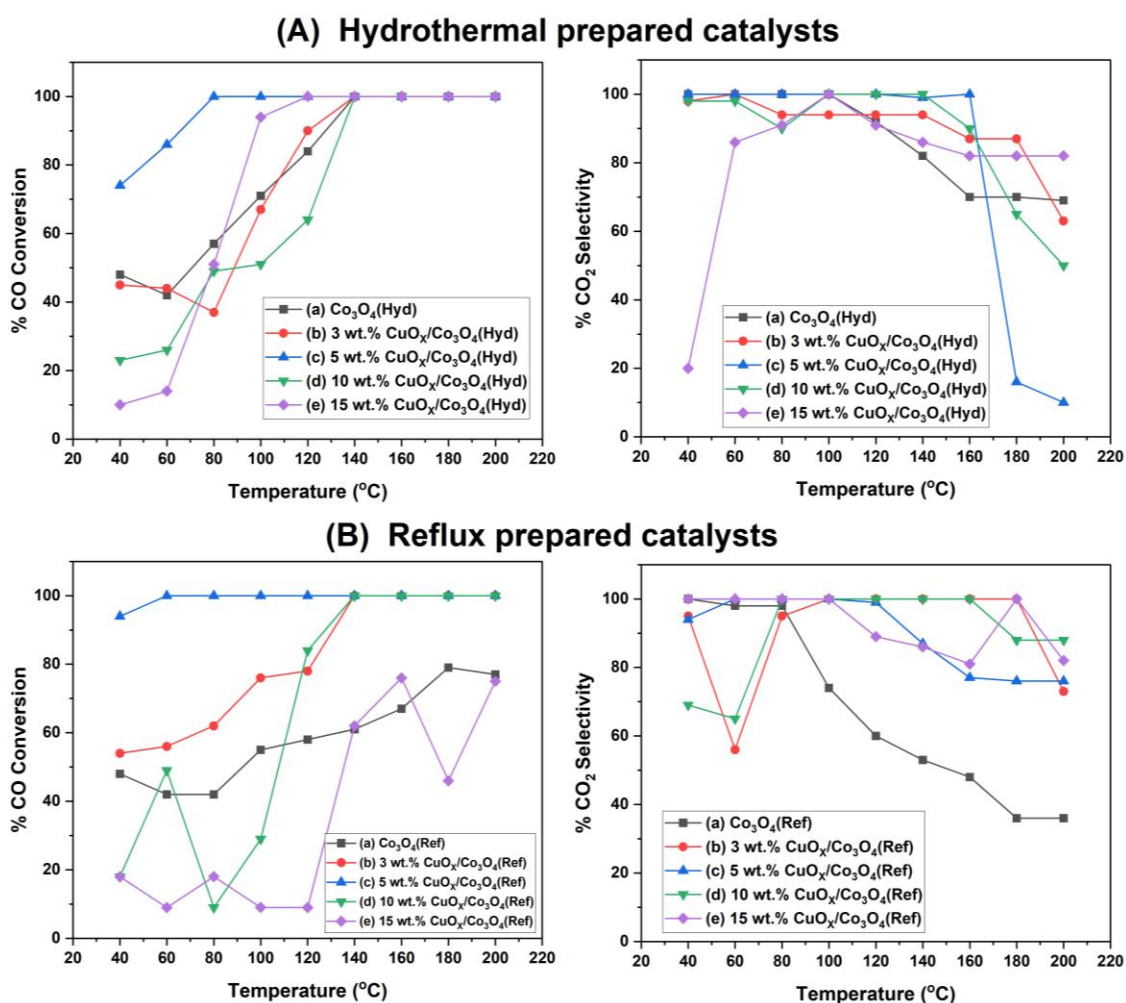 (A) Hydrothermal prepared catalysts
% CO Conversion
100
80
60
40
20
0
20 40 60 80 100 120 140 160 180 200 220
Temperature (°C)
(a) Co₃O₄(Hyd)
(b) 3 wt.% CuOₓ/Co₃O₄(Hyd)
(c) 5 wt.% CuOₓ/Co₃O₄(Hyd)
(d) 10 wt.% CuOₓ/Co₃O₄(Hyd)
(e) 15 wt.% CuOₓ/Co₃O₄(Hyd)
% CO₂ Selectivity
100
80
60
40
20
0
20 40 60 80 100 120 140 160 180 200 220
Temperature (°C)
(a) Co₃O₄(Hyd)
(b) 3 wt.% CuOₓ/Co₃O₄(Hyd)
(c) 5 wt.% CuOₓ/Co₃O₄(Hyd)
(d) 10 wt.% CuOₓ/Co₃O₄(Hyd)
(e) 15 wt.% CuOₓ/Co₃O₄(Hyd)
(B) Reflux prepared catalysts
% CO Conversion
100
80
60
40
20
0
20 40 60 80 100 120 140 160 180 200 220
Temperature (°C)
(a) Co₃O₄(Ref)
(b) 3 wt.% CuOₓ/Co₃O₄(Ref)
(c) 5 wt.% CuOₓ/Co₃O₄(Ref)
(d) 10 wt.% CuOₓ/Co₃O₄(Ref)
(e) 15 wt.% CuOₓ/Co₃O₄(Ref)
% CO₂ Selectivity
100
80
60
40
20
0
20 40 60 80 100 120 140 160 180 200 220
Temperature (°C)
(a) Co₃O₄(Ref)
(b) 3 wt.% CuOₓ/Co₃O₄(Ref)
(c) 5 wt.% CuOₓ/Co₃O₄(Ref)
(d) 10 wt.% CuOₓ/Co₃O₄(Ref)
(e) 15 wt.% CuOₓ/Co₃O₄(Ref)